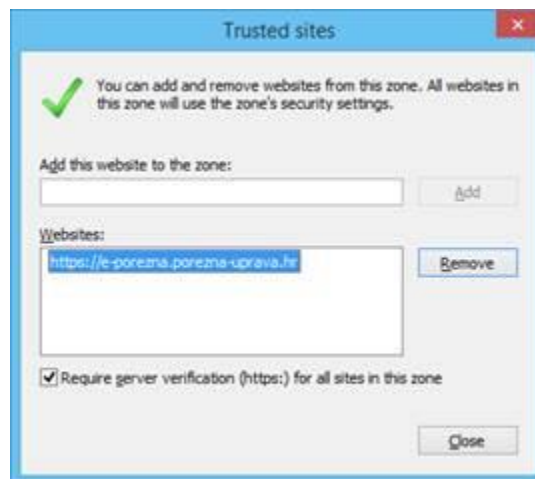 Trusted sites
You can add and remove websites from this zone. All websites in
this zone will use the zone's security settings.
Add this website to the zone:
Add
Websites:
https://e-porezna.porezna-uprava.hr
Remove
Require server verification (https:) for all sites in this zone
Close